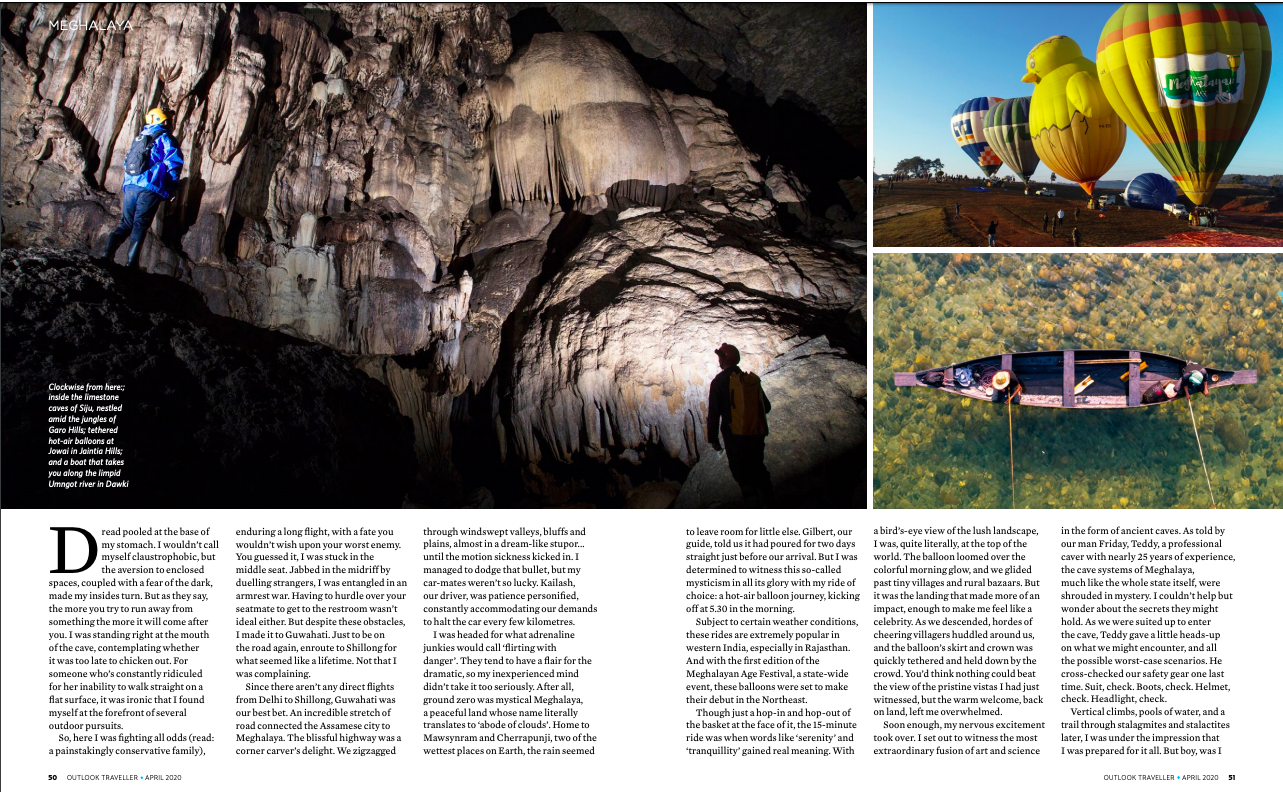 MEGHALAYA
Meghalayan
AGE
Clockwise from here:;
inside the limestone
caves of Siju, nestled
amid the jungles of
Garo Hills; tethered
hot-air balloons at
Jowai in Jaintia Hills;
and a boat that takes
you along the limpid
Umngot river in Dawki
Dread pooled at the base of
my stomach. I wouldn't call
myself claustrophobic, but
the aversion to enclosed
spaces, coupled with a fear of the dark,
made my insides turn. But as they say,
the more you try to run away from
something the more it will come after
you. I was standing right at the mouth
of the cave, contemplating whether
it was too late to chicken out. For
someone who's constantly ridiculed
for her inability to walk straight on a
flat surface, it was ironic that I found
myself at the forefront of several
outdoor pursuits.
So, here I was fighting all odds (read:
a painstakingly conservative family),
enduring a long flight, with a fate you
wouldn't wish upon your worst enemy.
You guessed it, I was stuck in the
middle seat. Jabbed in the midriff by
duelling strangers, I was entangled in an
armrest war. Having to hurdle over your
seatmate to get to the restroom wasn't
ideal either. But despite these obstacles,
I made it to Guwahati. Just to be on
the road again, enroute to Shillong for
what seemed like a lifetime. Not that I
was complaining.
Since there aren't any direct flights
from Delhi to Shillong, Guwahati was
our best bet. An incredible stretch of
road connected the Assamese city to
Meghalaya. The blissful highway was a
corner carver's delight. We zigzagged
through windswept valleys, bluffs and
plains, almost in a dream-like stupor...
until the motion sickness kicked in. I
managed to dodge that bullet, but my
car-mates weren't so lucky. Kailash,
our driver, was patience personified,
constantly accommodating our demands
to halt the car every few kilometres.
I was headed for what adrenaline
junkies would call 'flirting with
danger'. They tend to have a flair for the
dramatic, so my inexperienced mind
didn't take it too seriously. After all,
ground zero was mystical Meghalaya,
a peaceful land whose name literally
translates to 'abode of clouds'. Home to
Mawsynram and Cherrapunji, two of the
wettest places on Earth, the rain seemed
to leave room for little else. Gilbert, our
guide, told us it had poured for two days
straight just before our arrival. But I was
determined to witness this so-called
mysticism in all its glory with my ride of
choice: a hot-air balloon journey, kicking
off at 5.30 in the morning.
Subject to certain weather conditions,
these rides are extremely popular in
western India, especially in Rajasthan.
And with the first edition of the
Meghalayan Age Festival, a state-wide
event, these balloons were set to make
their debut in the Northeast.
Though just a hop-in and hop-out of
the basket at the face of it, the 15-minute
ride was when words like 'serenity' and
'tranquillity' gained real meaning. With
a bird's-eye view of the lush landscape,
I was, quite literally, at the top of the
world. The balloon loomed over the
colorful morning glow, and we glided
past tiny villages and rural bazaars. But
it was the landing that made more of an
impact, enough to make me feel like a
celebrity. As we descended, hordes of
cheering villagers huddled around us,
and the balloon's skirt and crown was
quickly tethered and held down by the
crowd. You'd think nothing could beat
the view of the pristine vistas I had just
witnessed, but the warm welcome, back
on land, left me overwhelmed.
Soon enough, my nervous excitement
took over. I set out to witness the most
extraordinary fusion of art and science
in the form of ancient caves. As told by
our man Friday, Teddy, a professional
caver with nearly 25 years of experience,
the cave systems of Meghalaya,
much like the whole state itself, were
shrouded in mystery. I couldn't help but
wonder about the secrets they might
hold. As we were suited up to enter
the cave, Teddy gave a little heads-up
on what we might encounter, and all
the possible worst-case scenarios. He
cross-checked our safety gear one last
time. Suit, check. Boots, check. Helmet,
check. Headlight, check.
Vertical climbs, pools of water, and a
trail through stalagmites and stalactites
later, I was under the impression that
I was prepared for it all. But boy, was I
50 OUTLOOK TRAVELLER • APRIL 2020
OUTLOOK TRAVELLER • APRIL 2020 51